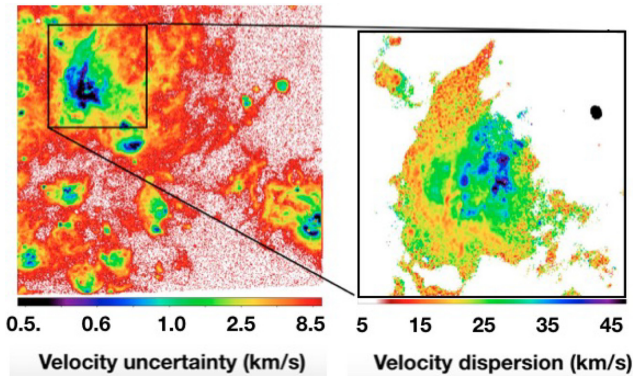 0.5. 0.6 1.0 2.5 8.5
Velocity uncertainty (km/s)
5 15 25 35 45
Velocity dispersion (km/s)